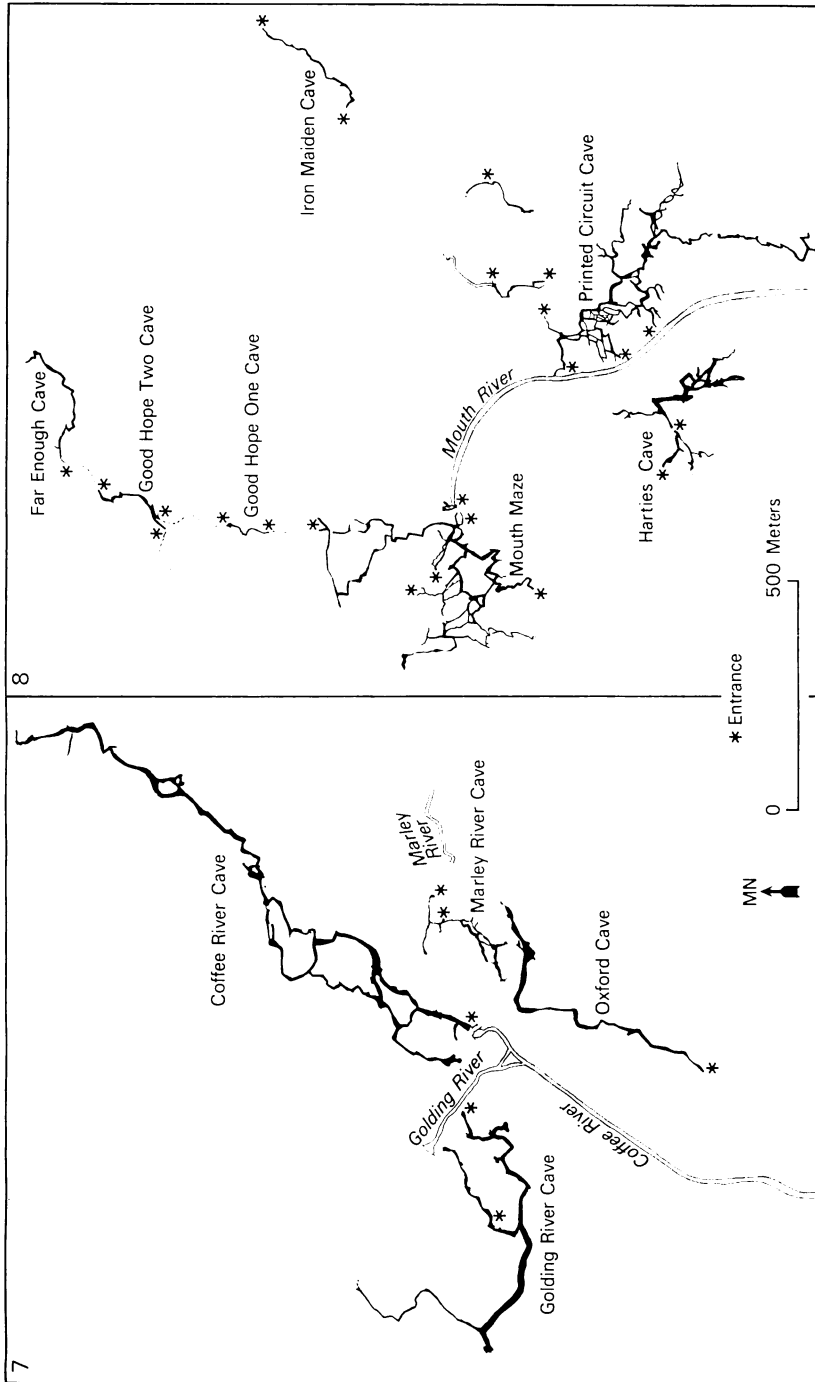 7
Coffee River Cave
Marley
River
Marley River Cave
Golding River
Oxford Cave
Coffee River
Golding River Cave
8
Iron Maiden Cave
Far Enough Cave
Good Hope Two Cave
Good Hope One Cave
Mouth River
Printed Circuit Cave
Mouth Maze
Harties Cave
* Entrance
MN
0
500 Meters